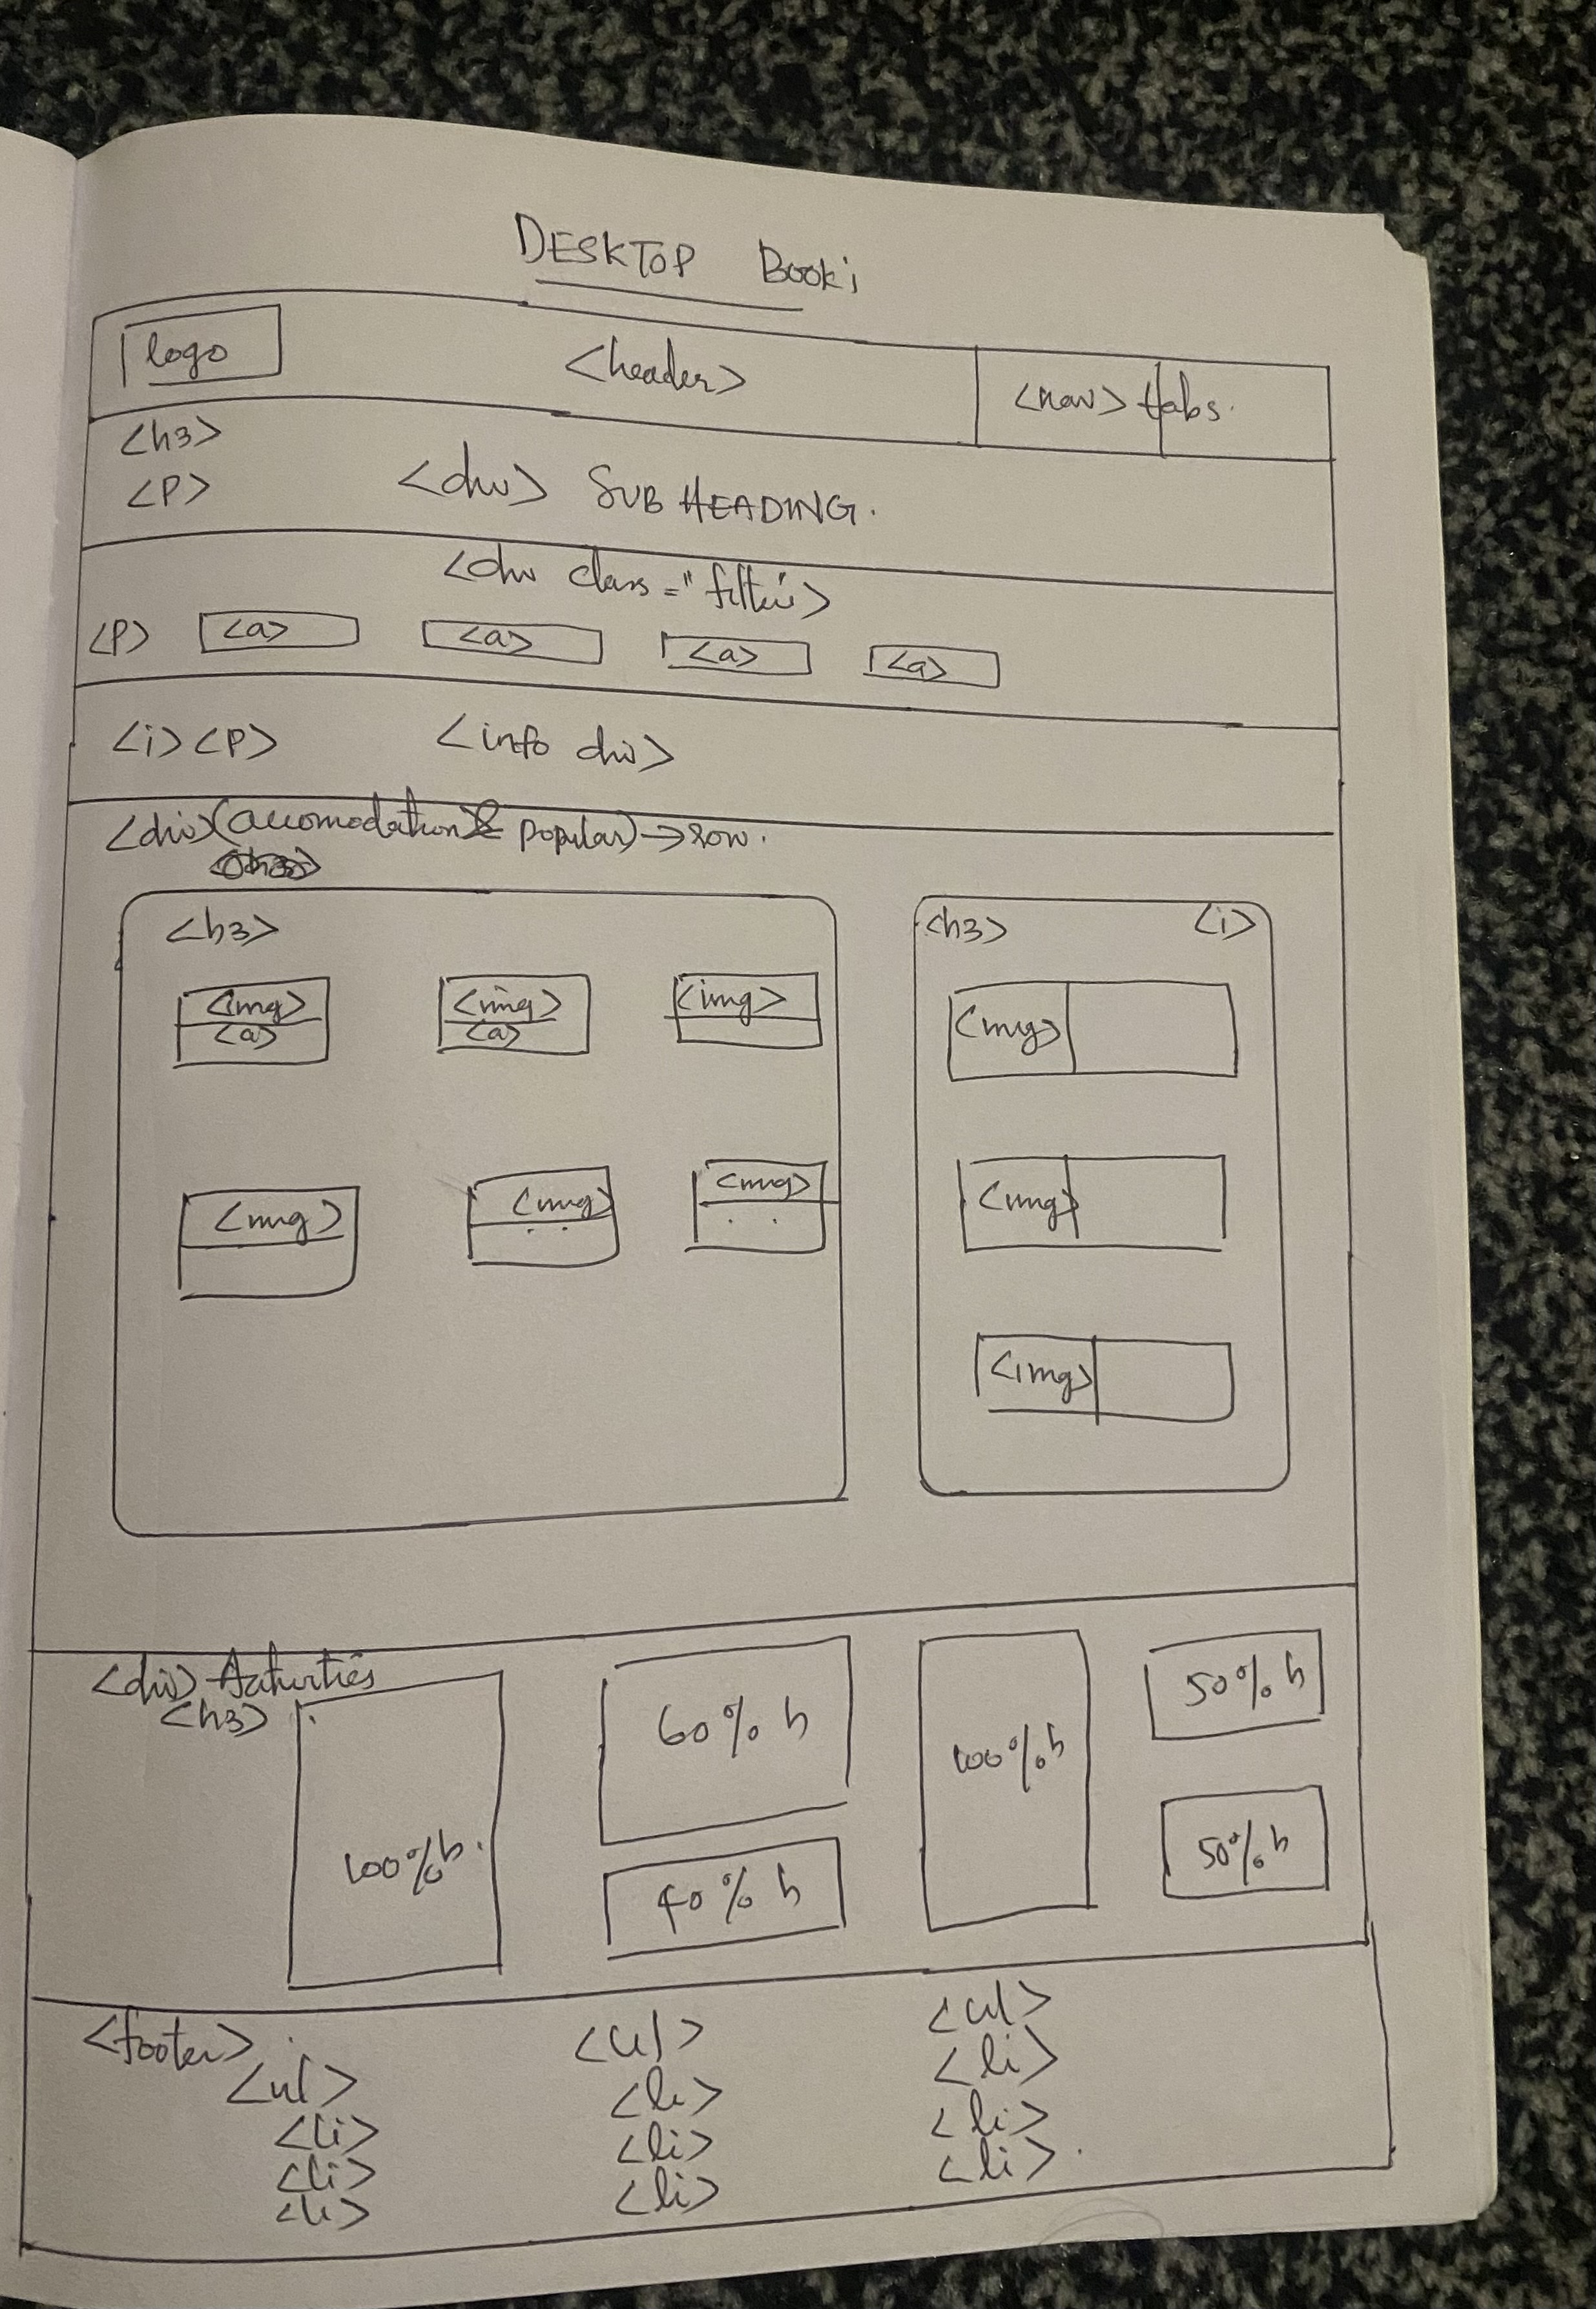 DESKTOP Booki
logo <header> <nav> tabs.
<h3>
<P> <div> SUB HEADING.
<div class="filter">
<P> <a> <a> <a> <a>
<i> <P> <info div>
<div> (accomodation & popular) → row.
<h3>
<img> <img> <img>
<a> <a>
<img> <img> <img>
<h3> <i>
<img>
<img>
<img>
<div> Activities
<h3>
100% h.
60% h
40% h
100% h
50% h
50% h
<footer>
<ul>
<li>
<li>
<li>
<ul>
<li>
<li>
<li>
<ul>
<li>
<li>
<li>